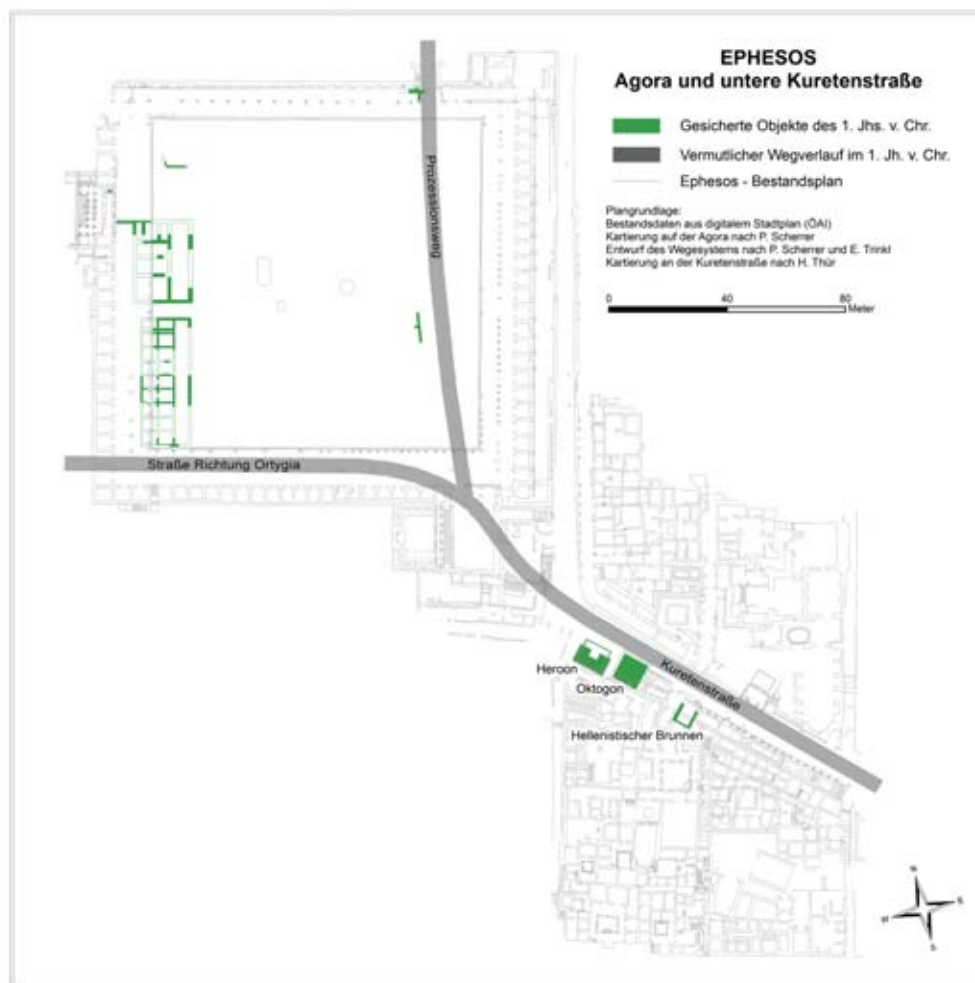 EPHESOS
Agora und untere Kuretenstraße
Gesicherte Objekte des 1. Jhs. v. Chr.
Vermutlicher Wegverlauf im 1. Jh. v. Chr.
Ephesos - Bestandsplan
Plangrundlage:
Bestandsdaten aus digitalem Stadtplan (ÖAI)
Kartierung auf der Agora nach P. Scherrer
Entwurf des Wegesystems nach P. Scherrer und E. Trinkl
Kartierung an der Kuretenstraße nach H. Thür
0 40 80
Meter
Prozessionsweg
Straße Richtung Ortygia
Heroon
Oktogon
Kuretenstraße
Hellenistischer Brunnen
N
W
S